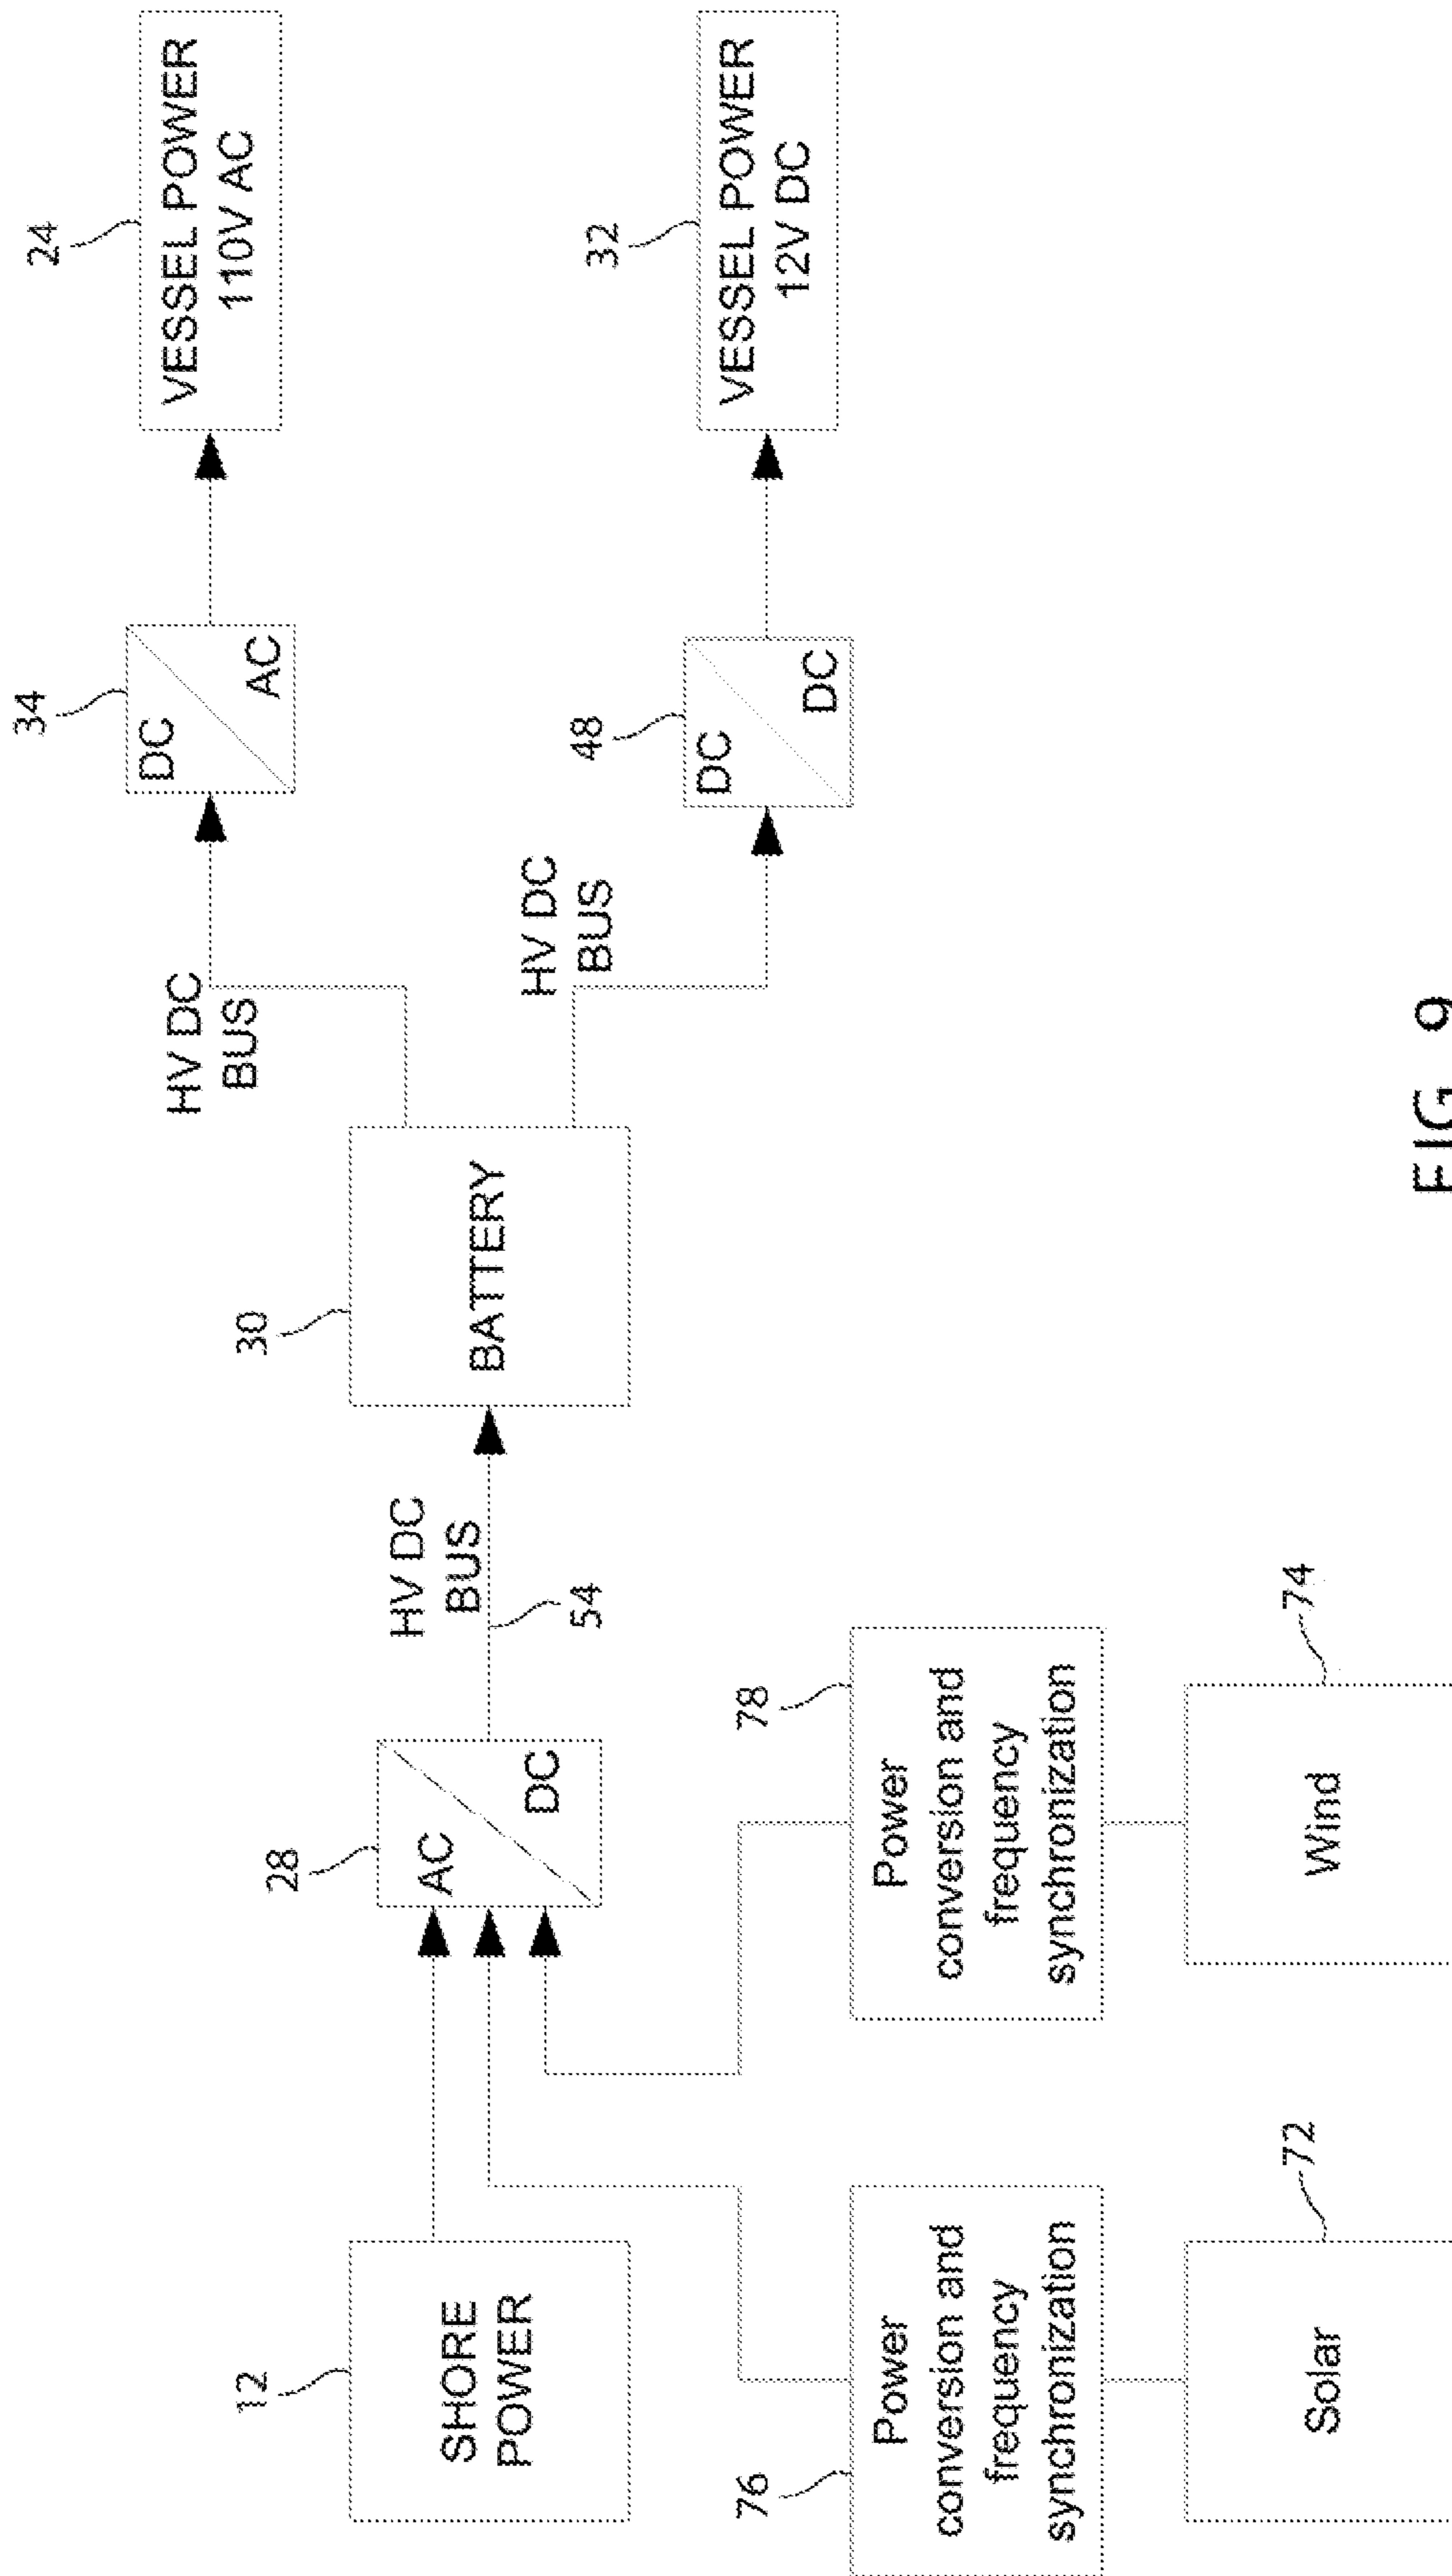 12
SHORE
POWER
28
AC
DC
HV DC
BUS
54
30
BATTERY
HV DC
BUS
34
DC
AC
24
VESSEL POWER
110V AC
HV DC
BUS
48
DC
DC
32
VESSEL POWER
12V DC
76
Power
conversion and
frequency
synchronization
78
Power
conversion and
frequency
synchronization
72
Solar
74
Wind
FIG 9